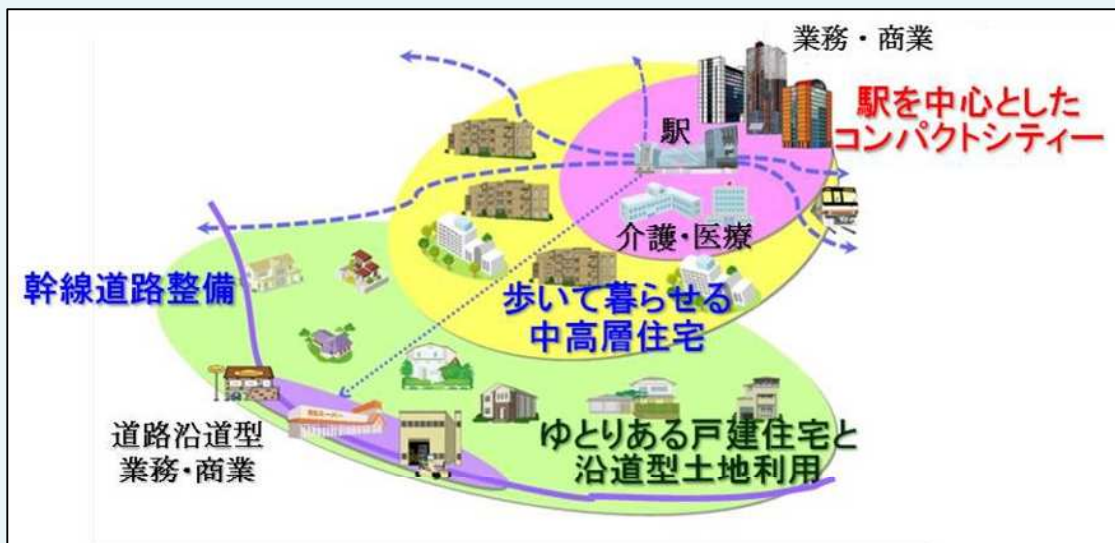 業務・商業
駅を中心とした
コンパクトシティー
駅
介護・医療
幹線道路整備
歩いて暮らせる
中高層住宅
道路沿道型
業務・商業
ゆとりある戸建住宅と
沿道型土地利用